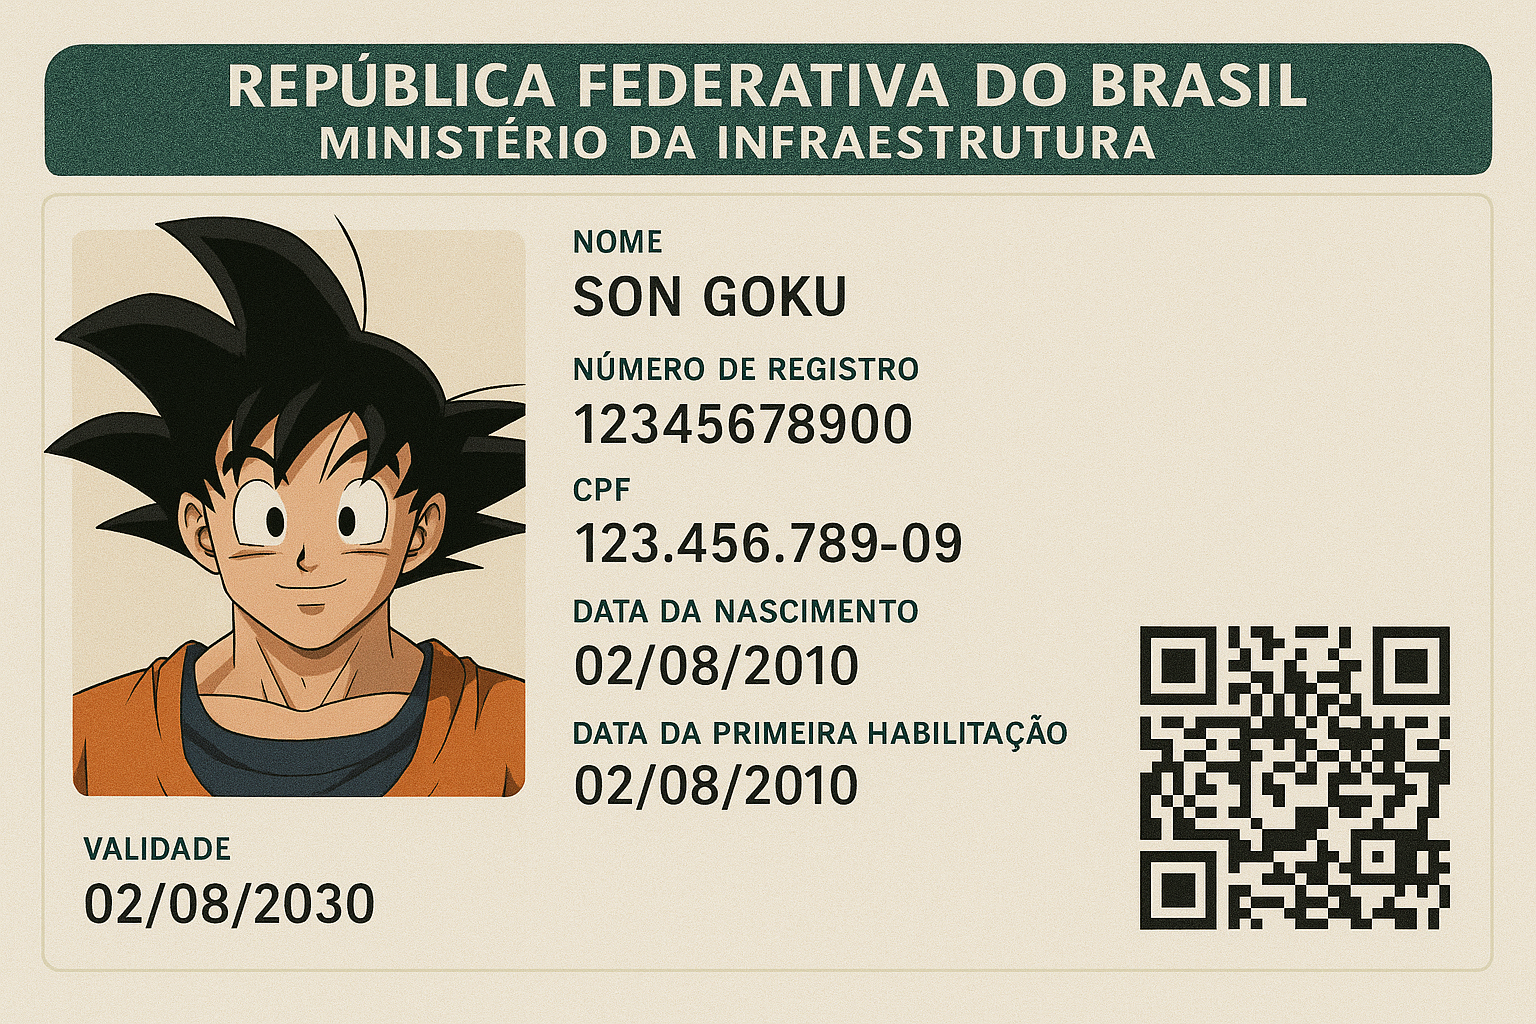 REPÚBLICA FEDERATIVA DO BRASIL
MINISTÉRIO DA INFRAESTRUTURA
NOME
SON GOKU
NÚMERO DE REGISTRO
12345678900
CPF
123.456.789-09
DATA DA NASCIMENTO
02/08/2010
DATA DA PRIMEIRA HABILITAÇÃO
02/08/2010
VALIDADE
02/08/2030